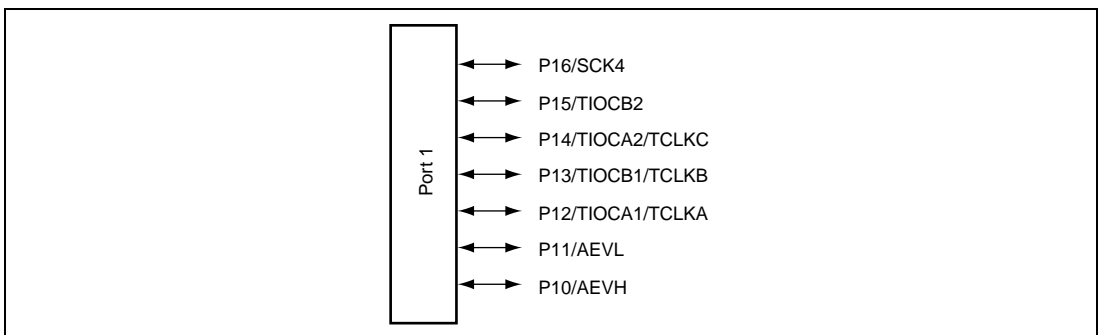 Port 1
P16/SCK4
P15/TIOCB2
P14/TIOCA2/TCLKC
P13/TIOCB1/TCLKB
P12/TIOCA1/TCLKA
P11/AEVL
P10/AEVH